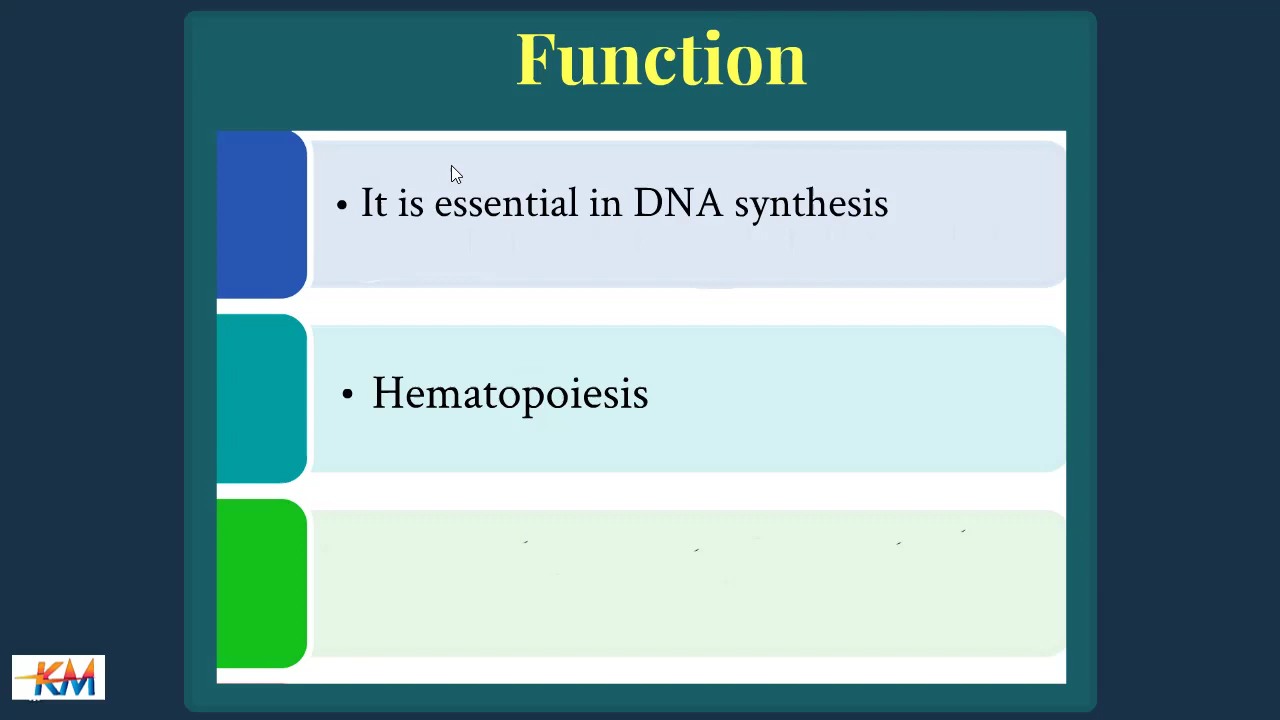 Function
• It is essential in DNA synthesis
• Hematopoiesis
KM